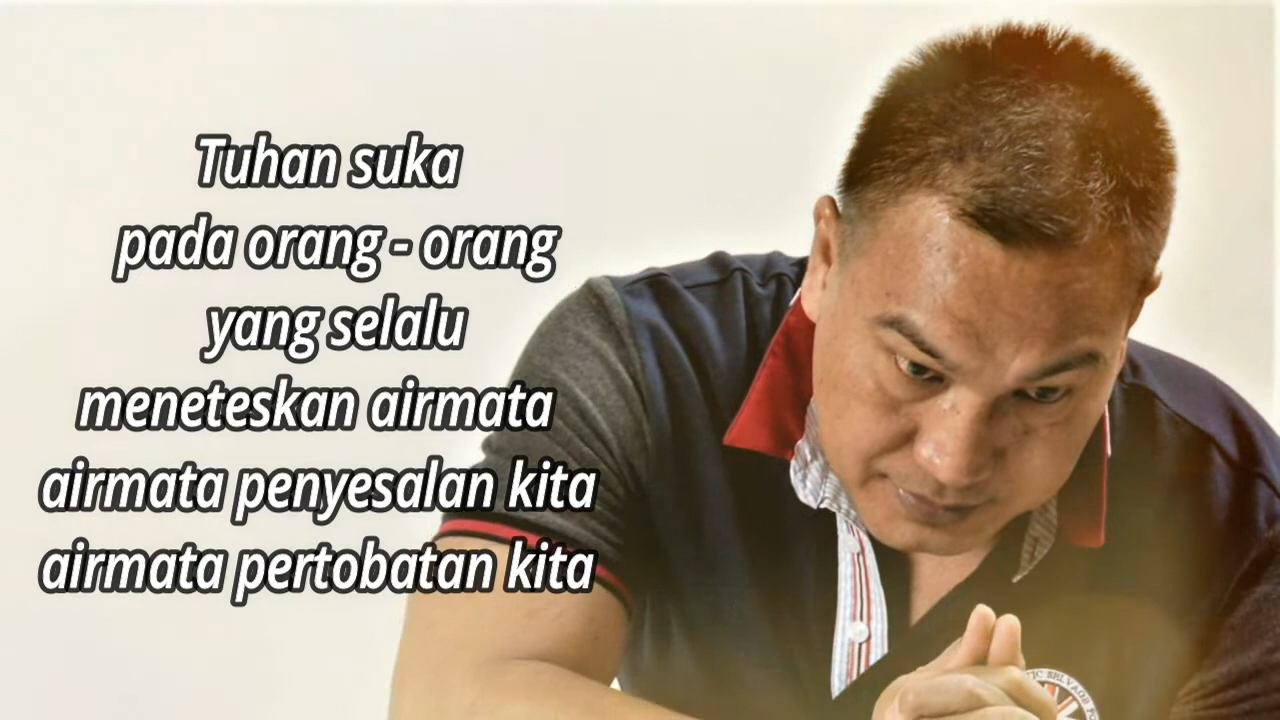 Tuhan suka
pada orang - orang
yang selalu
meneteskan airmata
airmata penyesalan kita
airmata pertobatan kita